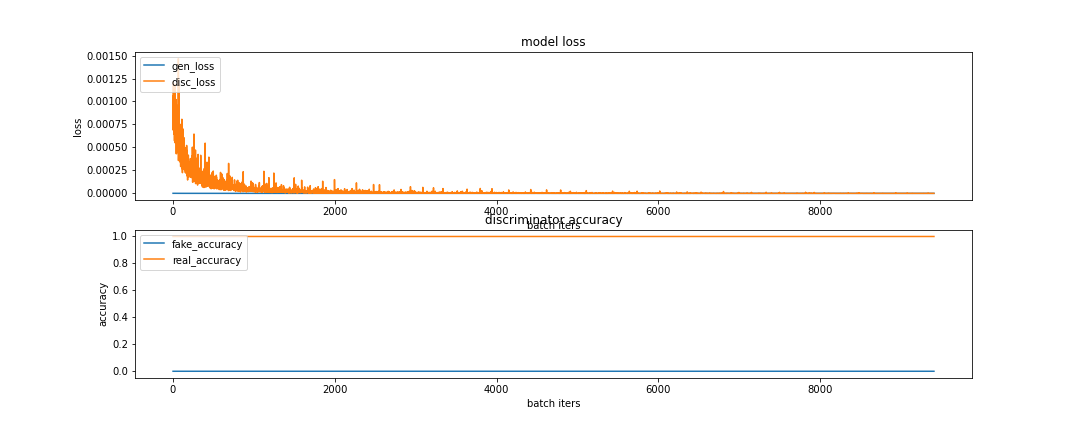 model loss
0.00150
0.00125
0.00100
0.00075
0.00050
0.00025
0.00000
loss
gen_loss
disc_loss
0 2000 4000 6000 8000
batch iters
discriminator accuracy
1.0
0.8
0.6
0.4
0.2
0.0
accuracy
fake_accuracy
real_accuracy
0 2000 4000 6000 8000
batch iters